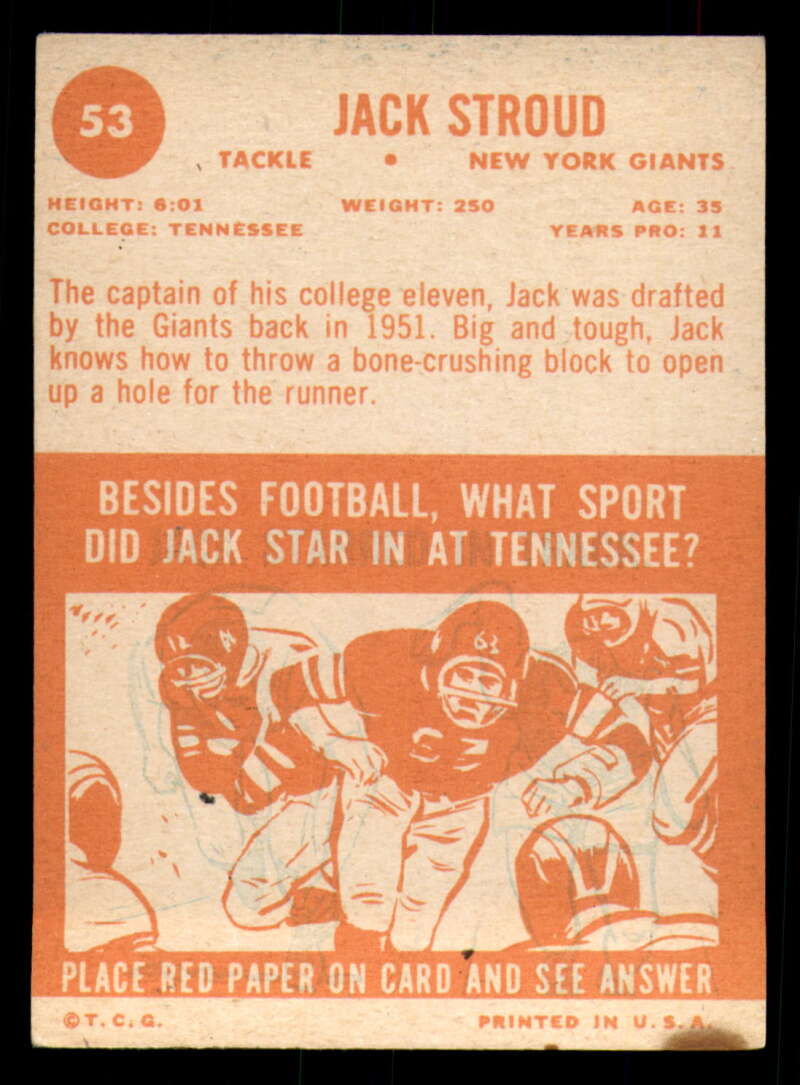 53
JACK STROUD
TACKLE • NEW YORK GIANTS
HEIGHT: 6:01 WEIGHT: 250 AGE: 35
COLLEGE: TENNESSEE YEARS PRO: 11
The captain of his college eleven, Jack was drafted
by the Giants back in 1951. Big and tough, Jack
knows how to throw a bone-crushing block to open
up a hole for the runner.
BESIDES FOOTBALL, WHAT SPORT
DID JACK STAR IN AT TENNESSEE?
61
PLACE RED PAPER ON CARD AND SEE ANSWER
© T. C. G. PRINTED IN U. S. A.